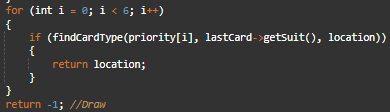 for (int i = 0; i < 6; i++)
{
if (findCardType(priority[i], lastCard->getSuit(), location))
{
return location;
}
}
return -1; //Draw